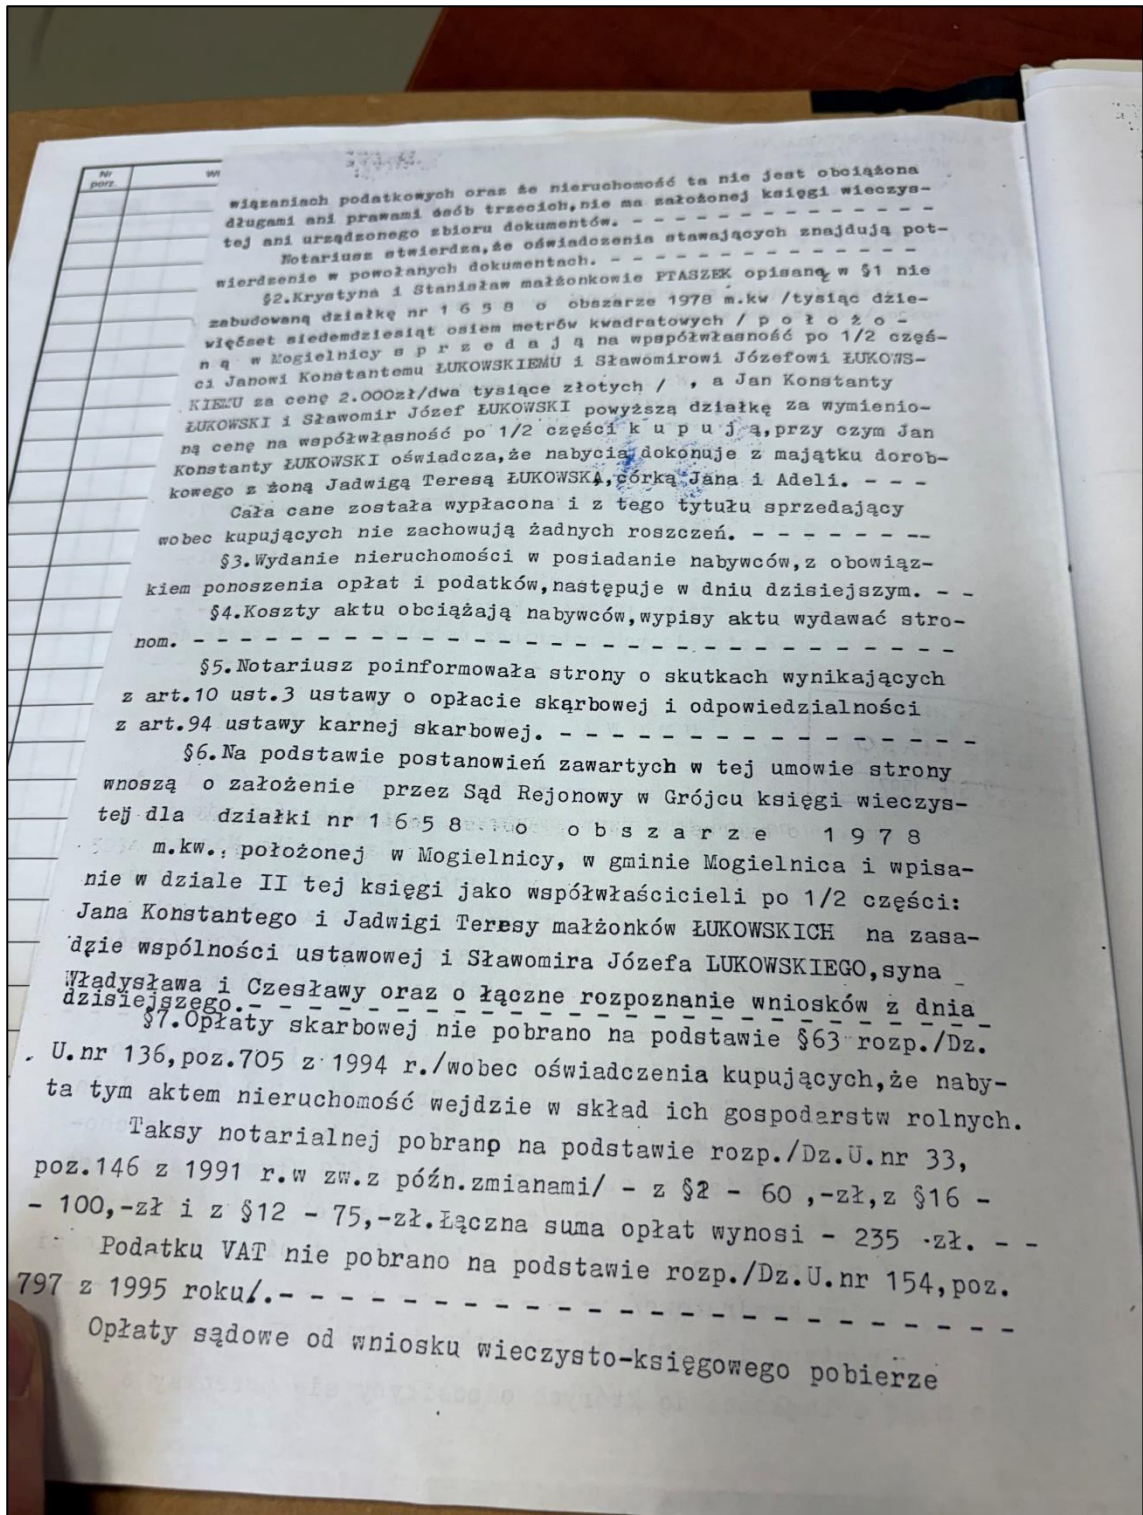 Nr
porz.
wiązaniach podatkowych oraz że nieruchomość ta nie jest obciążona
długami ani prawami osób trzecich,nie ma założonej księgi wieczys-
tej ani urządzonego zbioru dokumentów. - - - - - - - - - - - - - -
Notariusz stwierdza,że oświadczenia stawających znajdują pot-
wierdzenie w powołanych dokumentach. - - - - - - - - - - - - -
§2.Krystyna i Stanisław małżonkowie PTASZEK opisaną w §1 nie
zabudowaną działkę nr 1 6 5 8 o obszarze 1978 m.kw /tysiąc dzie-
więćset siedemdziesiąt osiem metrów kwadratowych / p o ł o ż o -
n ą w Mogielnicy s p r z e d a j ą na wpspółwłasność po 1/2 częś-
ci Janowi Konstantemu ŁUKOWSKIEMU i Sławomirowi Józefowi ŁUKOWS-
KIEMU za cenę 2.000zł/dwa tysiące złotych / , a Jan Konstanty
ŁUKOWSKI i Sławomir Józef ŁUKOWSKI powyższą działkę za wymienio-
ną cenę na współwłasność po 1/2 części k u p u j ą,przy czym Jan
Konstanty ŁUKOWSKI oświadcza,że nabycia dokonuje z majątku dorob-
kowego z żoną Jadwigą Teresą ŁUKOWSKĄ,córką Jana i Adeli. - - -
Cała cane została wypłacona i z tego tytułu sprzedający
wobec kupujących nie zachowują żadnych roszczeń. - - - - - - - --
§3.Wydanie nieruchomości w posiadanie nabywców,z obowiąz-
kiem ponoszenia opłat i podatków,następuje w dniu dzisiejszym. - -
§4.Koszty aktu obciążają nabywców,wypisy aktu wydawać stro-
nom. - - - - - - - - - - - - - - - - - - - - - - - - - - - - -
§5.Notariusz poinformowała strony o skutkach wynikających
z art.10 ust.3 ustawy o opłacie skarbowej i odpowiedzialności
z art.94 ustawy karnej skarbowej. - - - - - - - - - - - - - - - -
§6.Na podstawie postanowień zawartych w tej umowie strony
wnoszą o założenie przez Sąd Rejonowy w Grójcu księgi wieczys-
tej dla działki nr 1 6 5 8 o o b s z a r z e 1 9 7 8
m.kw., położonej w Mogielnicy, w gminie Mogielnica i wpisa-
nie w dziale II tej księgi jako współwłaścicieli po 1/2 części:
Jana Konstantego i Jadwigi Teresy małżonków ŁUKOWSKICH na zasa-
dzie wspólności ustawowej i Sławomira Józefa ŁUKOWSKIEGO,syna
Władysława i Czesławy oraz o łączne rozpoznanie wniosków z dnia
dzisiejszego.- - - - - - - - - - - - - - - - - - - - - - - - -
§7.Opłaty skarbowej nie pobrano na podstawie §63 rozp./Dz.
U.nr 136,poz.705 z 1994 r./wobec oświadczenia kupujących,że naby-
ta tym aktem nieruchomość wejdzie w skład ich gospodarstw rolnych.
Taksy notarialnej pobrano na podstawie rozp./Dz.U.nr 33,
poz.146 z 1991 r.w zw.z późn.zmianami/ - z §2 - 60 ,-zł,z §16 -
- 100,-zł i z §12 - 75,-zł.Łączna suma opłat wynosi - 235 zł. - -
Podatku VAT nie pobrano na podstawie rozp./Dz.U.nr 154,poz.
797 z 1995 roku/.- - - - - - - - - - - - - - - - - - - - - - -
Opłaty sądowe od wniosku wieczysto-księgowego pobierze